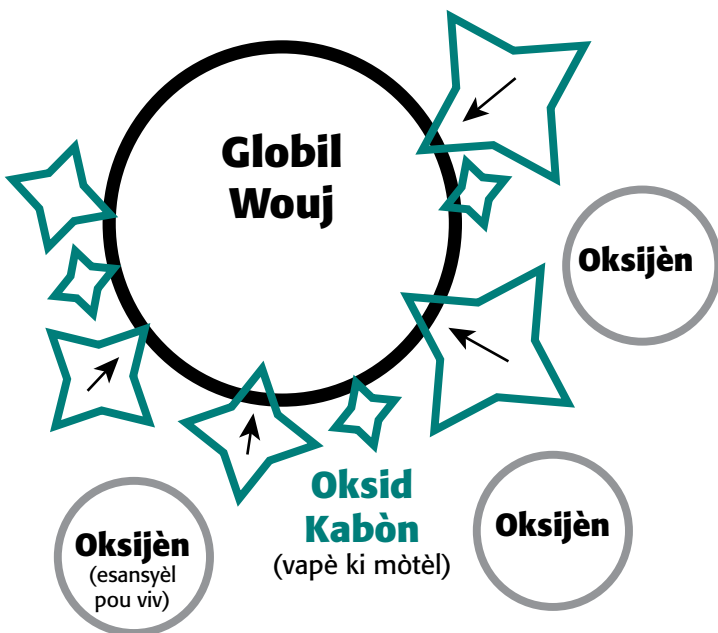 Globil
Wouj
Oksijèn
Oksid
Kabòn
(vapè ki mòtèl)
Oksijèn
Oksijèn
(esansyèl
pou viv)